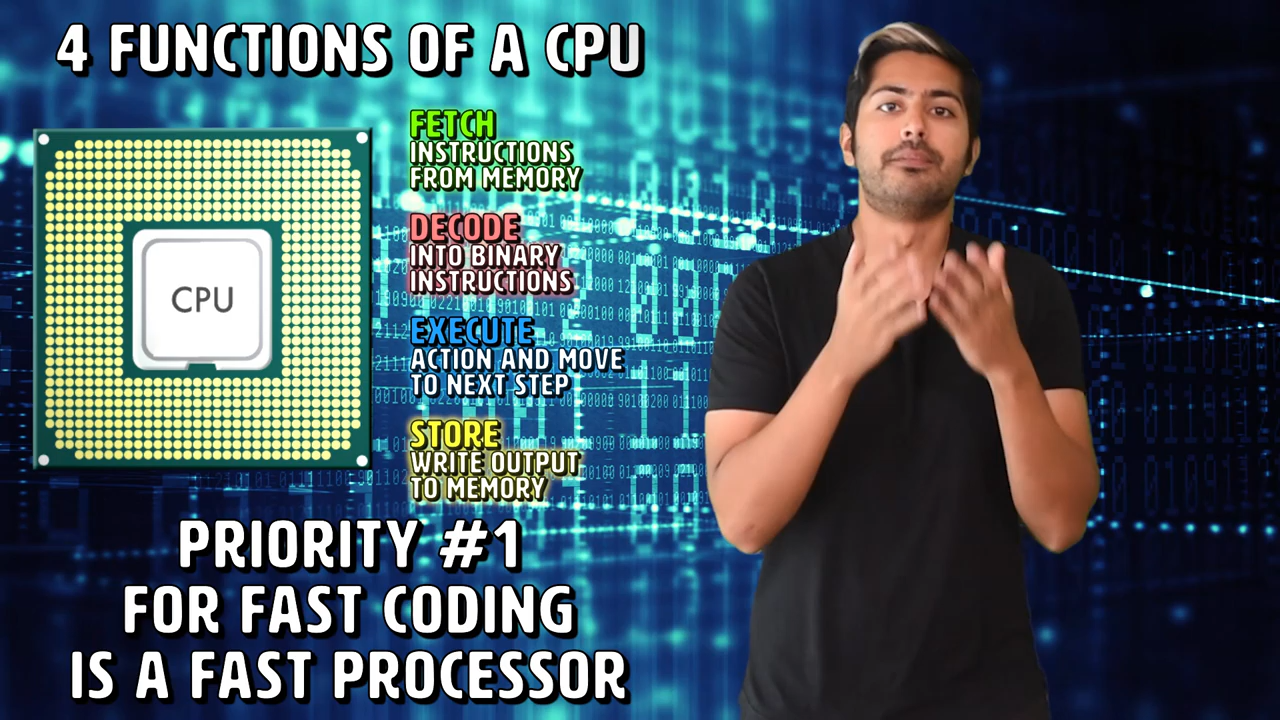 4 FUNCTIONS OF A CPU
FETCH
INSTRUCTIONS
FROM MEMORY
DECODE
INTO BINARY
INSTRUCTIONS
CPU
EXECUTE
ACTION AND MOVE
TO NEXT STEP
STORE
WRITE OUTPUT
TO MEMORY
PRIORITY #1
FOR FAST CODING
IS A FAST PROCESSOR